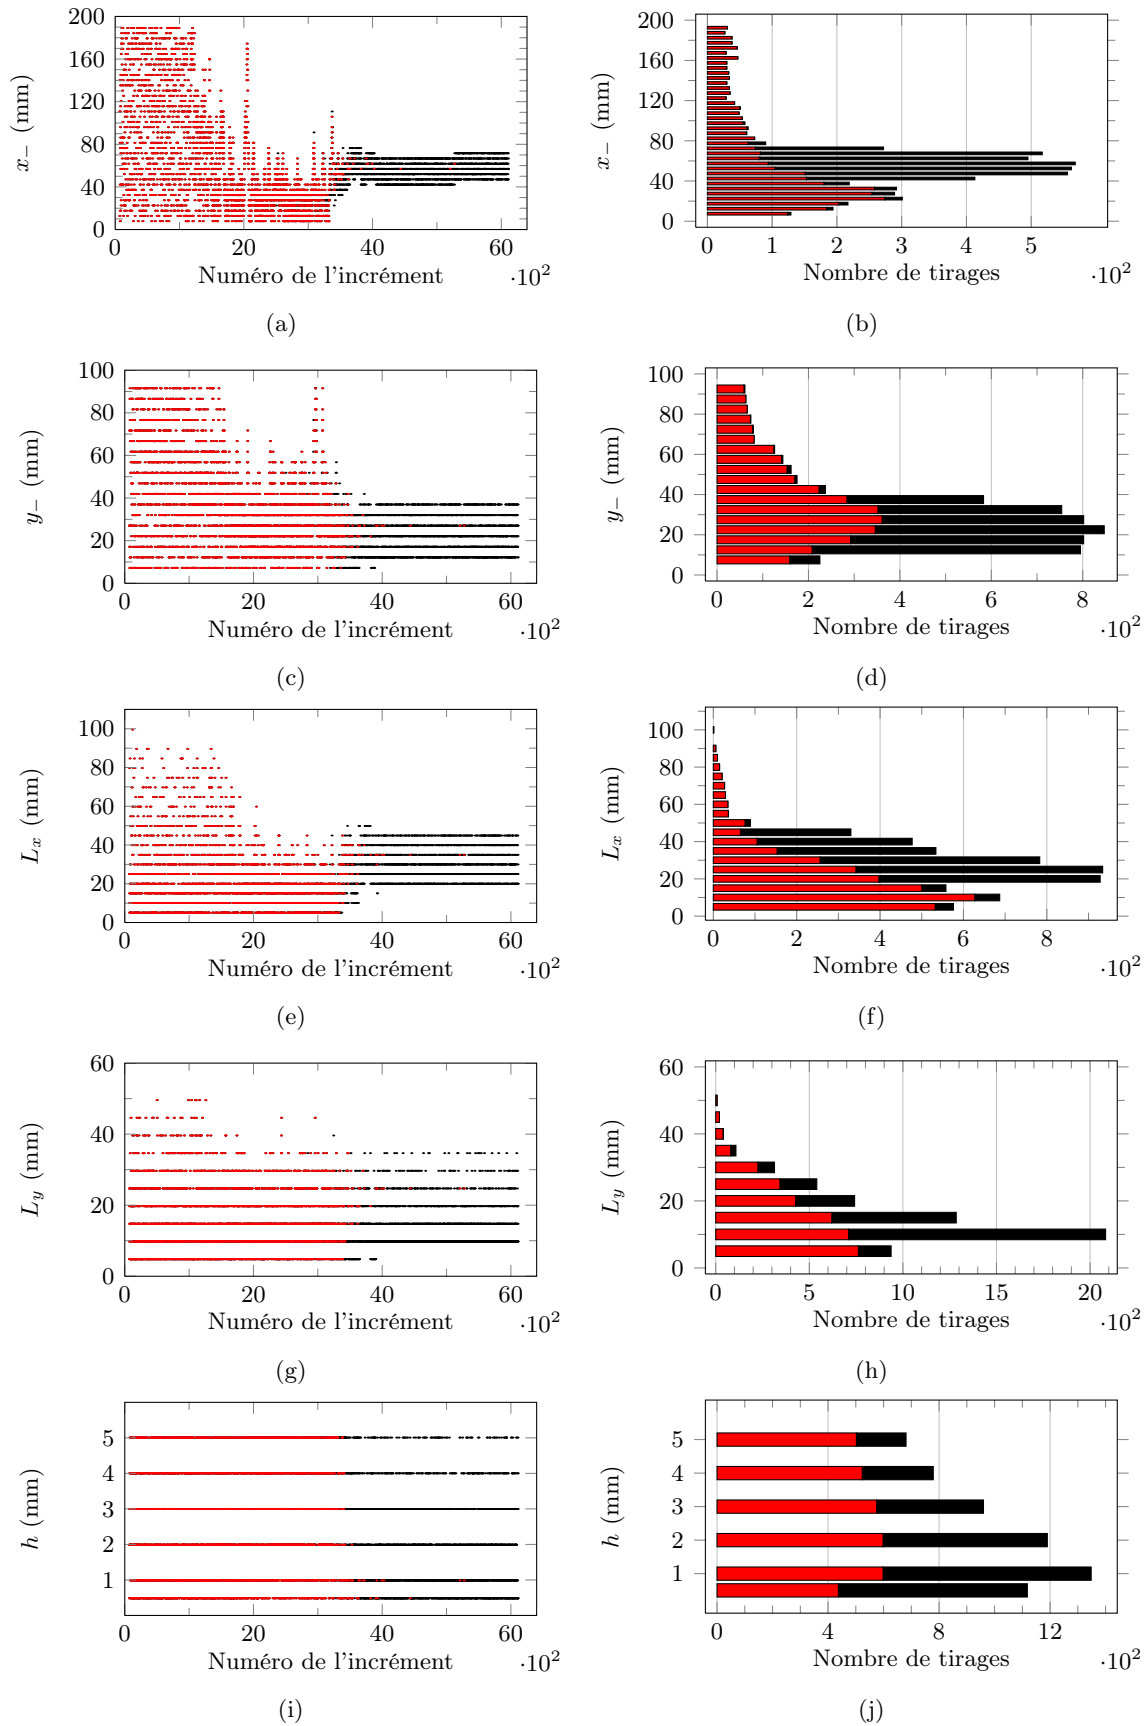 200
160
120
80
40
0
x− (mm)
0 20 40 60
Numéro de l'incrément
·10²
(a)
200
160
120
80
40
0
x− (mm)
0 1 2 3 4 5
Nombre de tirages
·10²
(b)
100
80
60
40
20
0
y− (mm)
0 20 40 60
Numéro de l'incrément
·10²
(c)
100
80
60
40
20
0
y− (mm)
0 2 4 6 8
Nombre de tirages
·10²
(d)
100
80
60
40
20
0
Lx (mm)
0 20 40 60
Numéro de l'incrément
·10²
(e)
100
80
60
40
20
0
Lx (mm)
0 2 4 6 8
Nombre de tirages
·10²
(f)
60
40
20
0
Ly (mm)
0 20 40 60
Numéro de l'incrément
·10²
(g)
60
40
20
0
Ly (mm)
0 5 10 15 20
Nombre de tirages
·10²
(h)
5
4
3
2
1
h (mm)
0 20 40 60
Numéro de l'incrément
·10²
(i)
5
4
3
2
1
h (mm)
0 4 8 12
Nombre de tirages
·10²
(j)